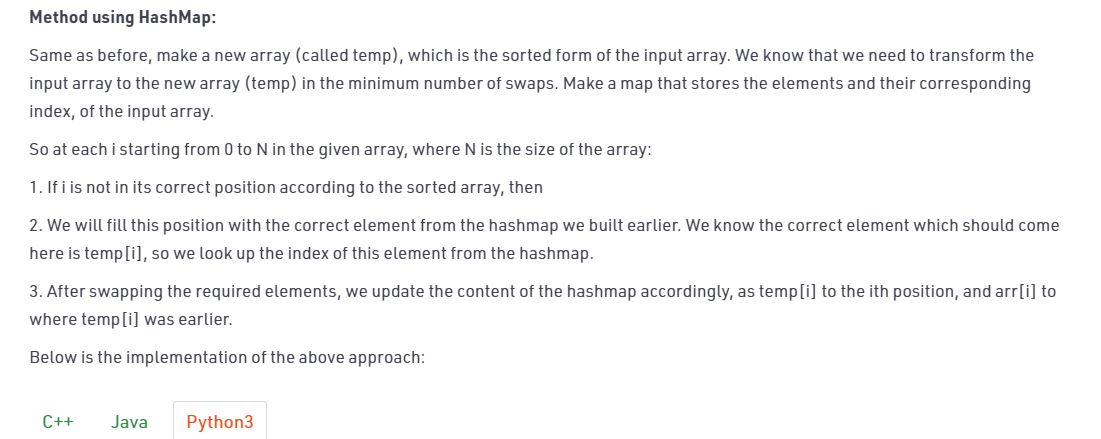 Method using HashMap:
Same as before, make a new array (called temp), which is the sorted form of the input array. We know that we need to transform the
input array to the new array (temp) in the minimum number of swaps. Make a map that stores the elements and their corresponding
index, of the input array.
So at each i starting from 0 to N in the given array, where N is the size of the array:
1. If i is not in its correct position according to the sorted array, then
2. We will fill this position with the correct element from the hashmap we built earlier. We know the correct element which should come
here is temp[i], so we look up the index of this element from the hashmap.
3. After swapping the required elements, we update the content of the hashmap accordingly, as temp[i] to the ith position, and arr[i] to
where temp[i] was earlier.
Below is the implementation of the above approach:
C++ Java Python3